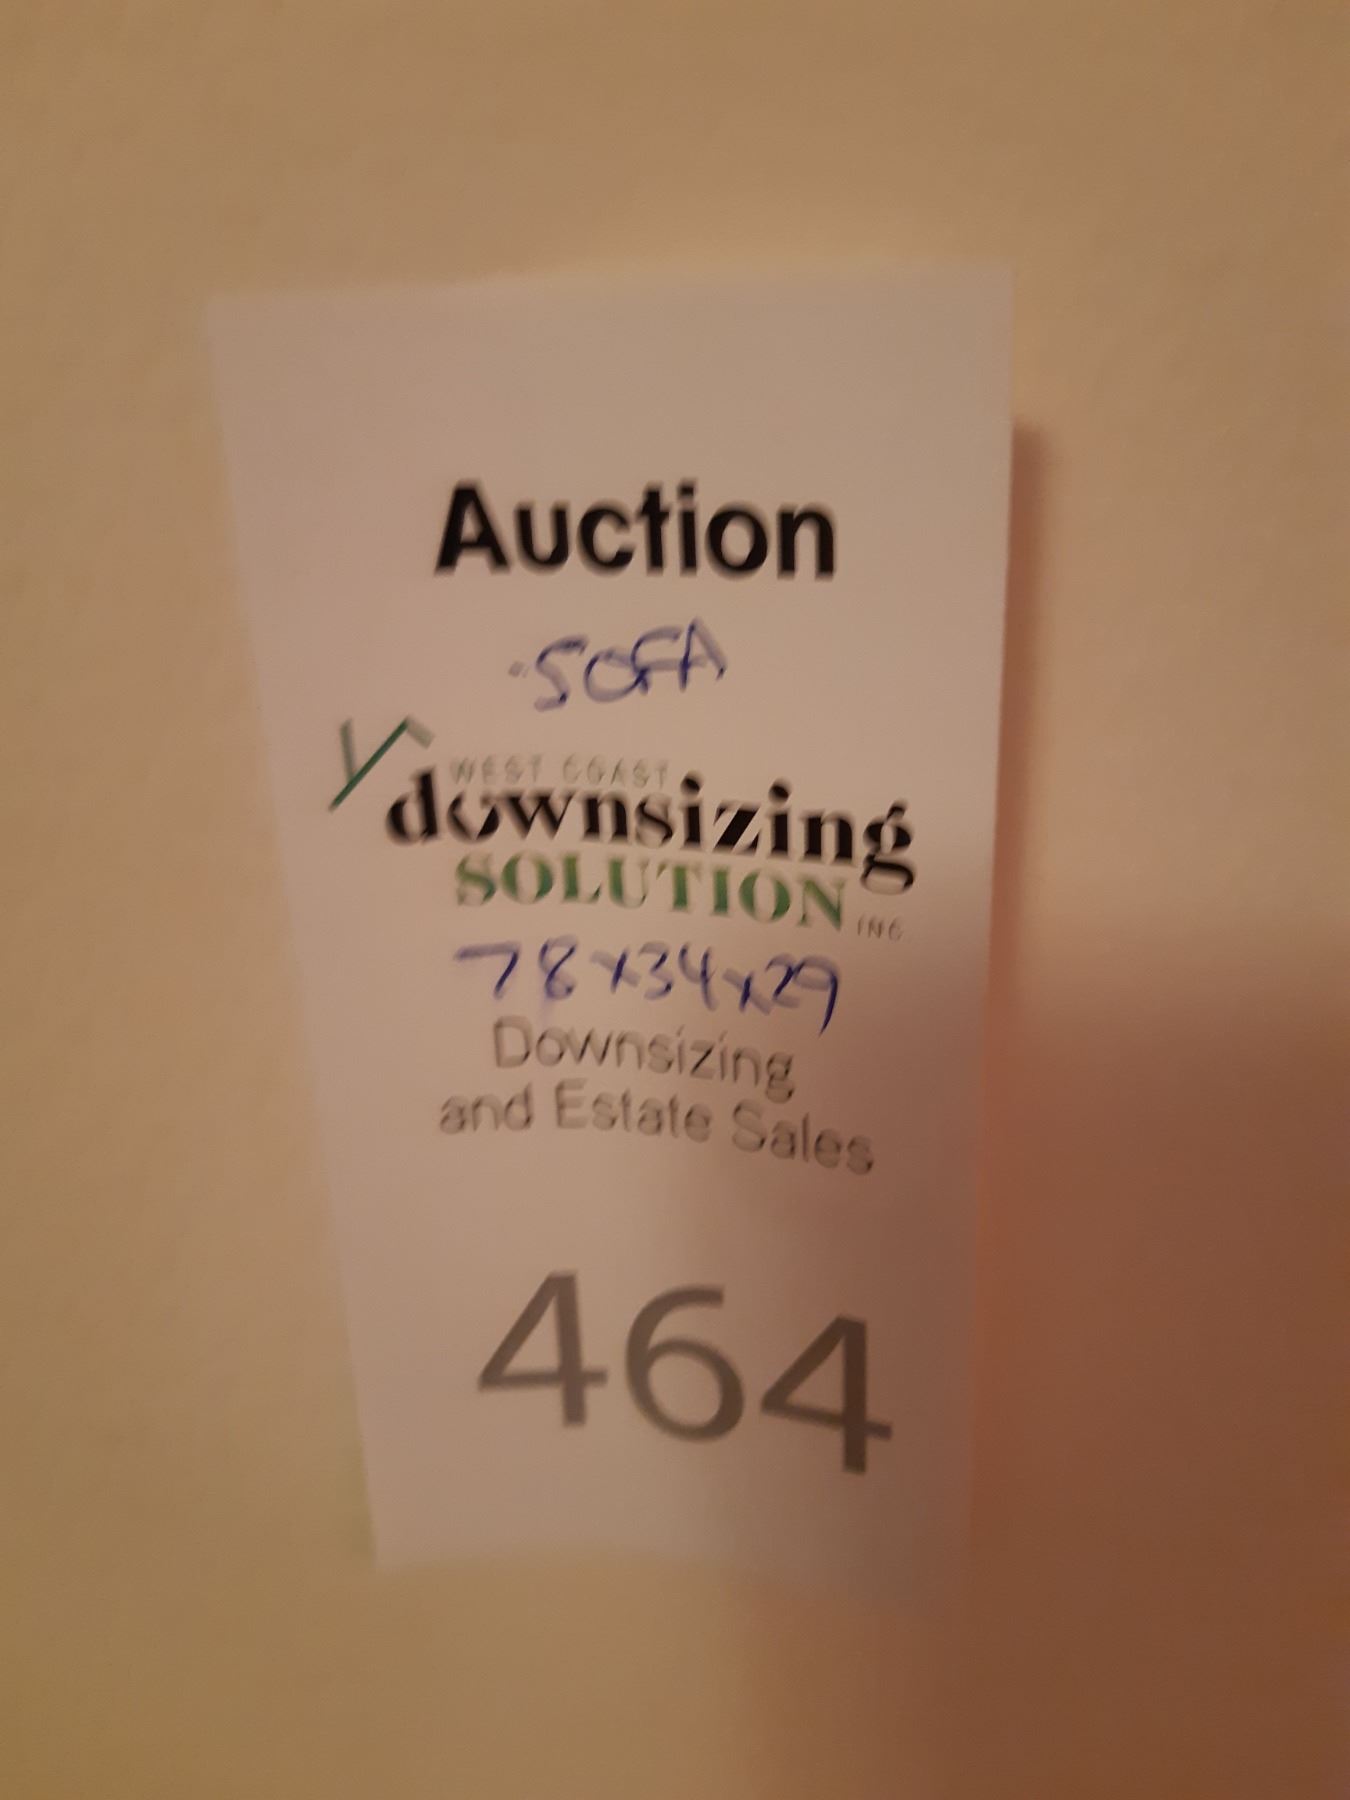 Auction
SOFA
WEST COAST
downsizing
SOLUTION INC
78x34x29
Downsizing
and Estate Sales
464